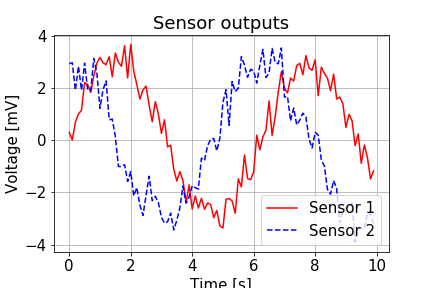 Sensor outputs
Voltage [mV]
4
2
0
−2
−4
Sensor 1
Sensor 2
0
2
4
6
8
10
Time [s]